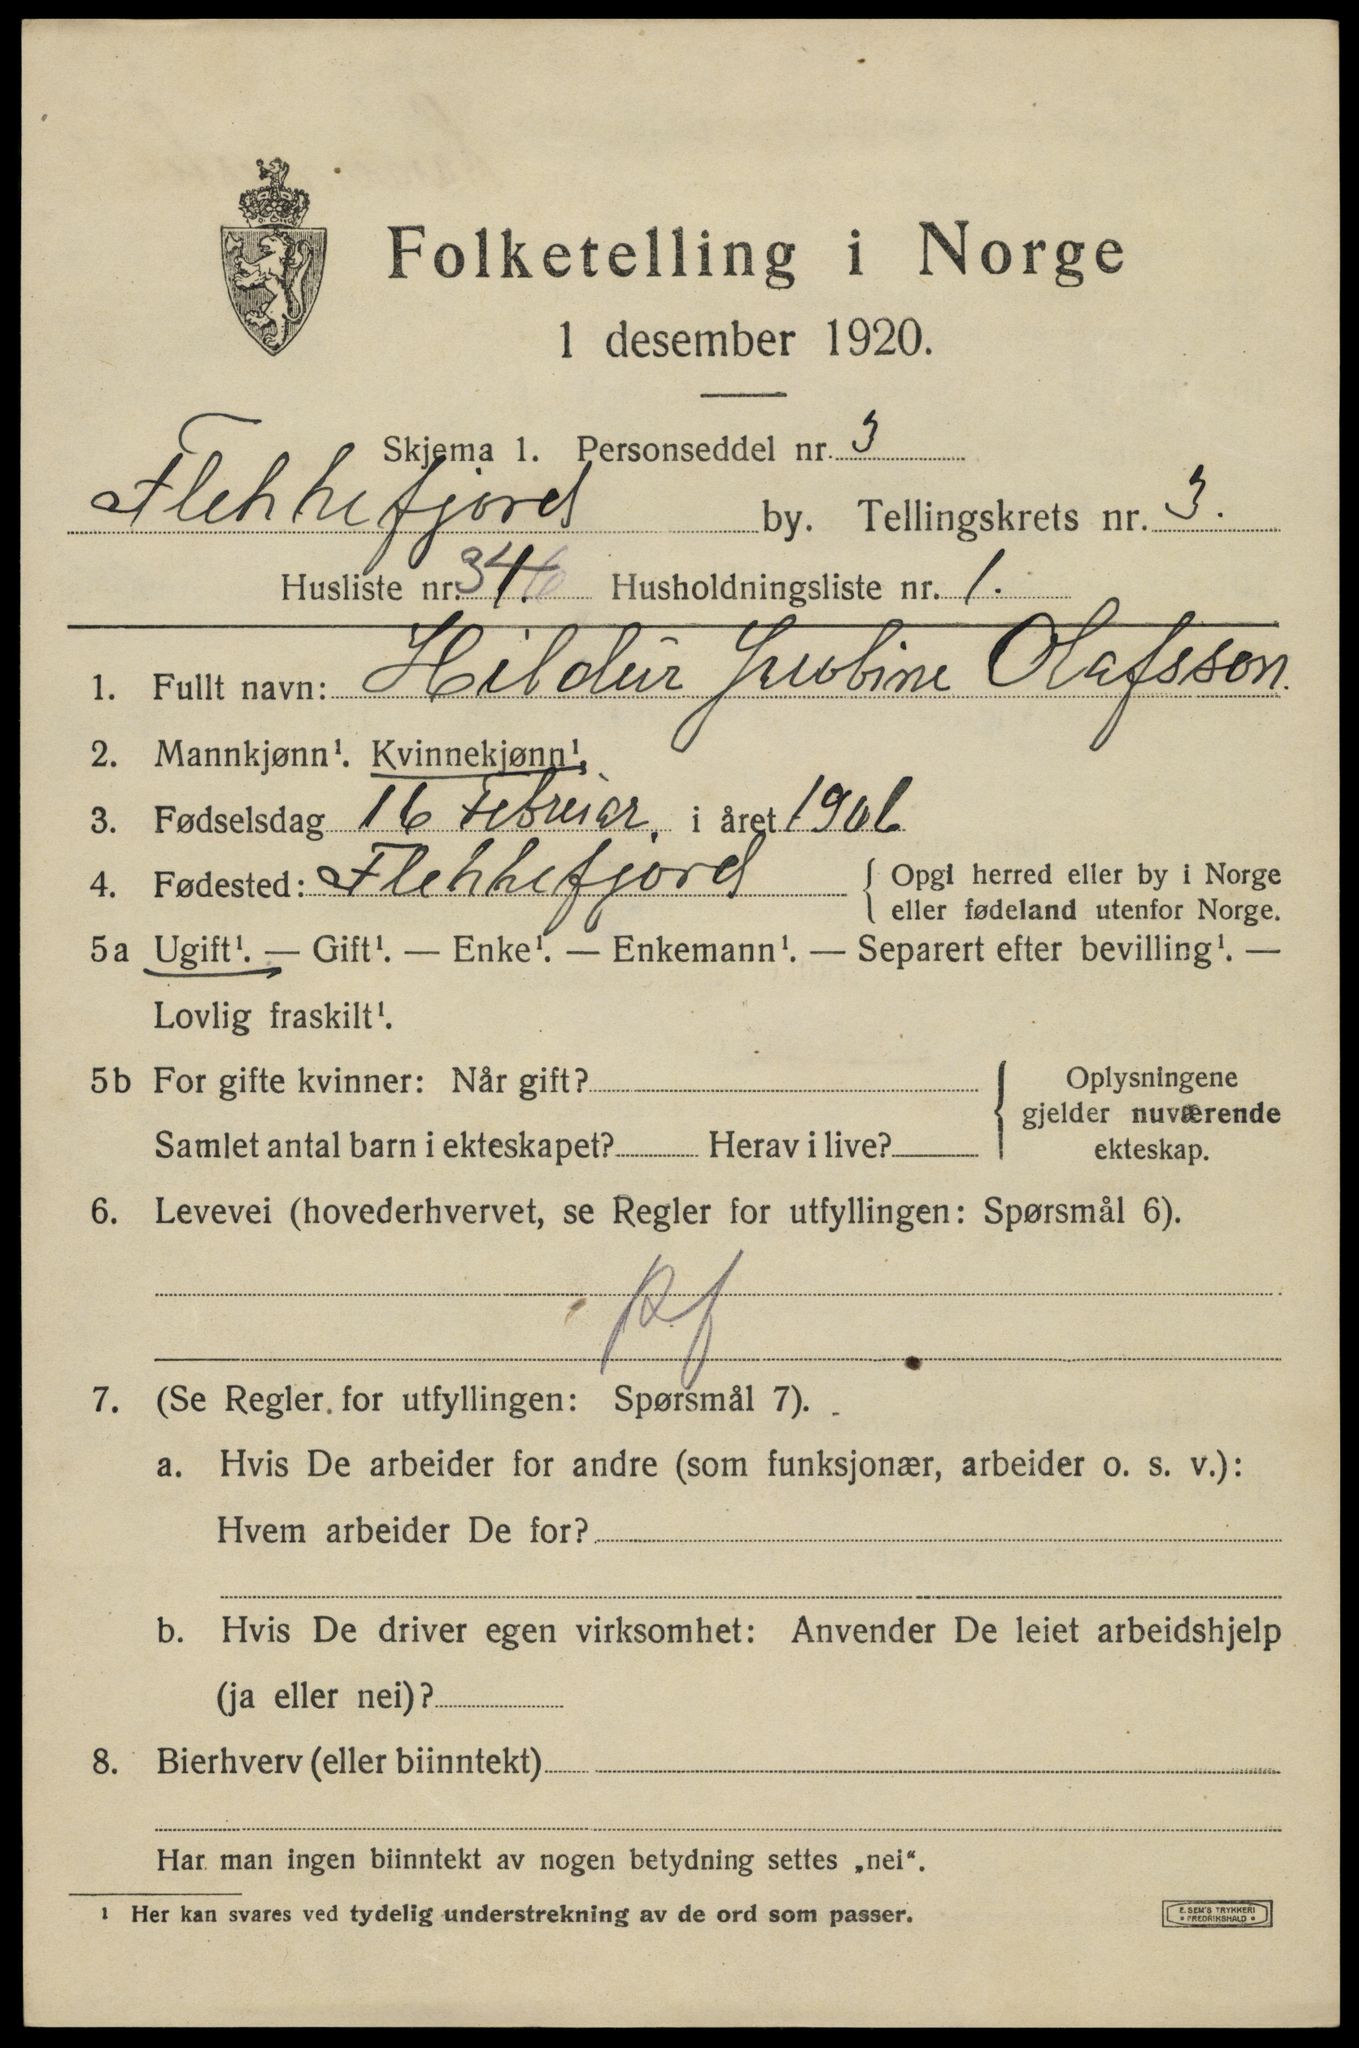 Folketelling i Norge
1 desember 1920.
Skjema 1. Personseddel nr. 3
Flekkefjord by. Tellingskrets nr. 3.
Husliste nr. 34 Husholdningsliste nr. 1.
1. Fullt navn: Hildur Jacobine Olafsson.
2. Mannkjønn¹. Kvinnekjønn¹.
3. Fødselsdag 16 Februar, i året 1906
4. Fødested: Flekkefjord { Opgi herred eller by i Norge
eller fødeland utenfor Norge.
5a Ugift¹. — Gift¹. — Enke¹. — Enkemann¹. — Separert efter bevilling¹. —
Lovlig fraskilt¹.
5b For gifte kvinner: Når gift? { Oplysningene
gjelder nuværende
ekteskap.
Samlet antal barn i ekteskapet? Herav i live?
6. Levevei (hovederhvervet, se Regler for utfyllingen: Spørsmål 6).
7. (Se Regler for utfyllingen: Spørsmål 7).
a. Hvis De arbeider for andre (som funksjonær, arbeider o. s. v.):
Hvem arbeider De for?
b. Hvis De driver egen virksomhet: Anvender De leiet arbeidshjelp
(ja eller nei)?
8. Bierhverv (eller biinntekt)
Har man ingen biinntekt av nogen betydning settes „nei“.
¹ Her kan svares ved tydelig understrekning av de ord som passer.
E. SEM'S TRYKKERI
• FREDRIKSHALD •